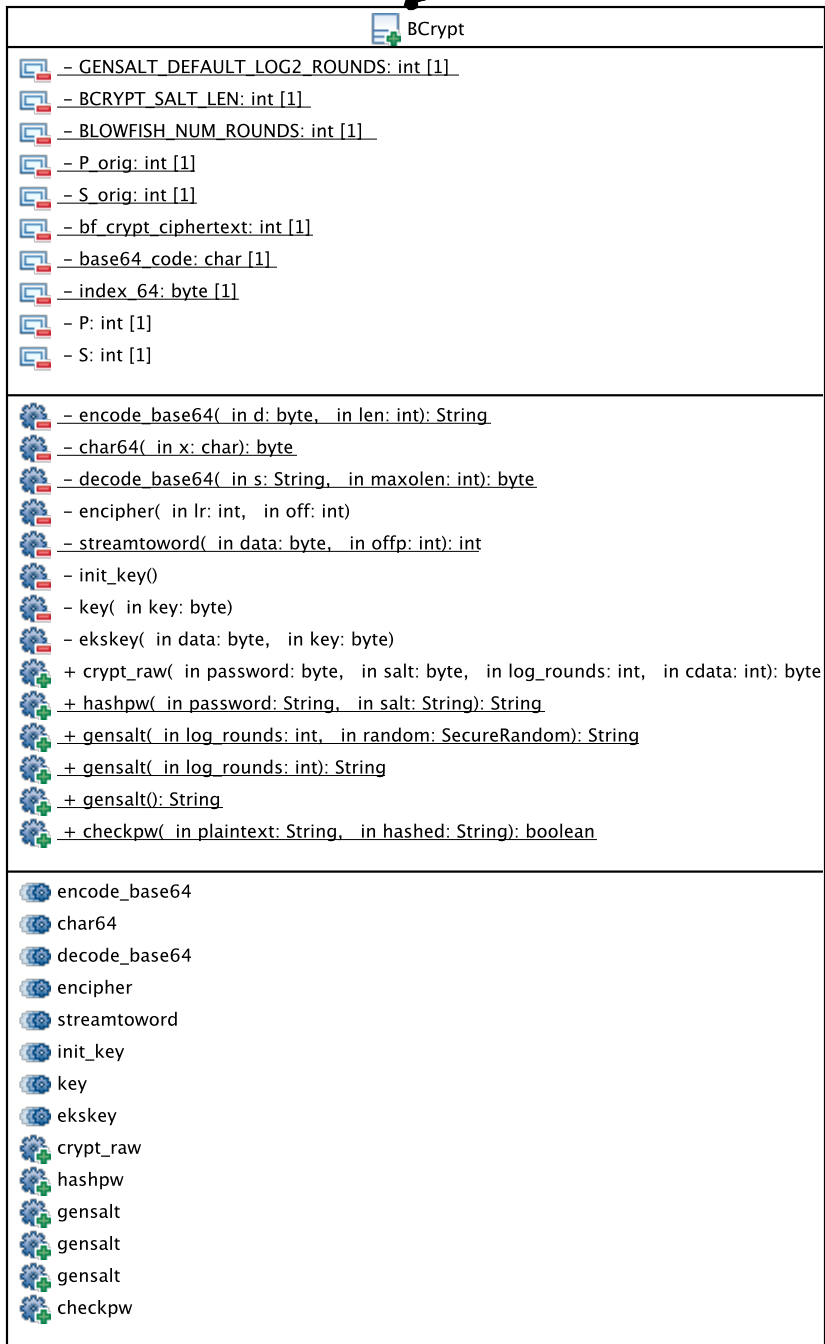 BCrypt
– GENSALT_DEFAULT_LOG2_ROUNDS: int [1]
– BCRYPT_SALT_LEN: int [1]
– BLOWFISH_NUM_ROUNDS: int [1]
– P_orig: int [1]
– S_orig: int [1]
– bf_crypt_ciphertext: int [1]
– base64_code: char [1]
– index_64: byte [1]
– P: int [1]
– S: int [1]
– encode_base64( in d: byte, in len: int): String
– char64( in x: char): byte
– decode_base64( in s: String, in maxolen: int): byte
– encipher( in lr: int, in off: int)
– streamtoword( in data: byte, in offp: int): int
– init_key()
– key( in key: byte)
– ekskey( in data: byte, in key: byte)
+ crypt_raw( in password: byte, in salt: byte, in log_rounds: int, in cdata: int): byte
+ hashpw( in password: String, in salt: String): String
+ gensalt( in log_rounds: int, in random: SecureRandom): String
+ gensalt( in log_rounds: int): String
+ gensalt(): String
+ checkpw( in plaintext: String, in hashed: String): boolean
encode_base64
char64
decode_base64
encipher
streamtoword
init_key
key
ekskey
crypt_raw
hashpw
gensalt
gensalt
gensalt
checkpw